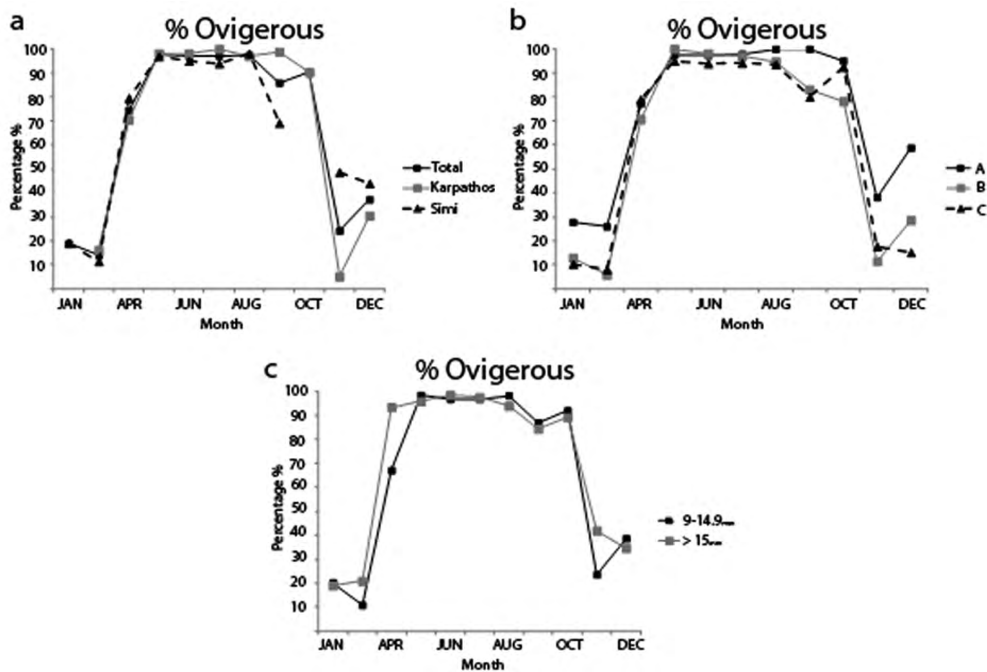 a
% Ovigerous
100
90
80
70
60
50
40
30
20
10
Percentage %
JAN APR JUN AUG OCT DEC
Month
Total
Karpathos
Simi
b
% Ovigerous
100
90
80
70
60
50
40
30
20
10
Percentage %
JAN APR JUN AUG OCT DEC
Month
A
B
C
c
% Ovigerous
100
90
80
70
60
50
40
30
20
10
Percentage %
JAN APR JUN AUG OCT DEC
Month
9-14.9mm
> 15mm